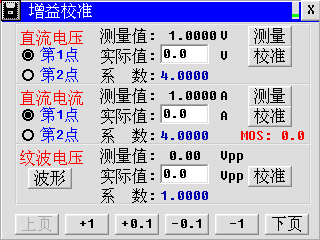 增益校准 X
直流电压 测量值: 1.0000 V 测量
第1点 实际值: 0.0 V 校准
第2点 系 数: 4.0000
直流电流 测量值: 1.0000 A 测量
第1点 实际值: 0.0 A 校准
第2点 系 数: 4.0000 MOS: 0.0
纹波电压 测量值: 0.00 Vpp
波形 实际值: 0.0 Vpp 校准
系 数: 1.0000
上页 +1 +0.1 -0.1 -1 下页